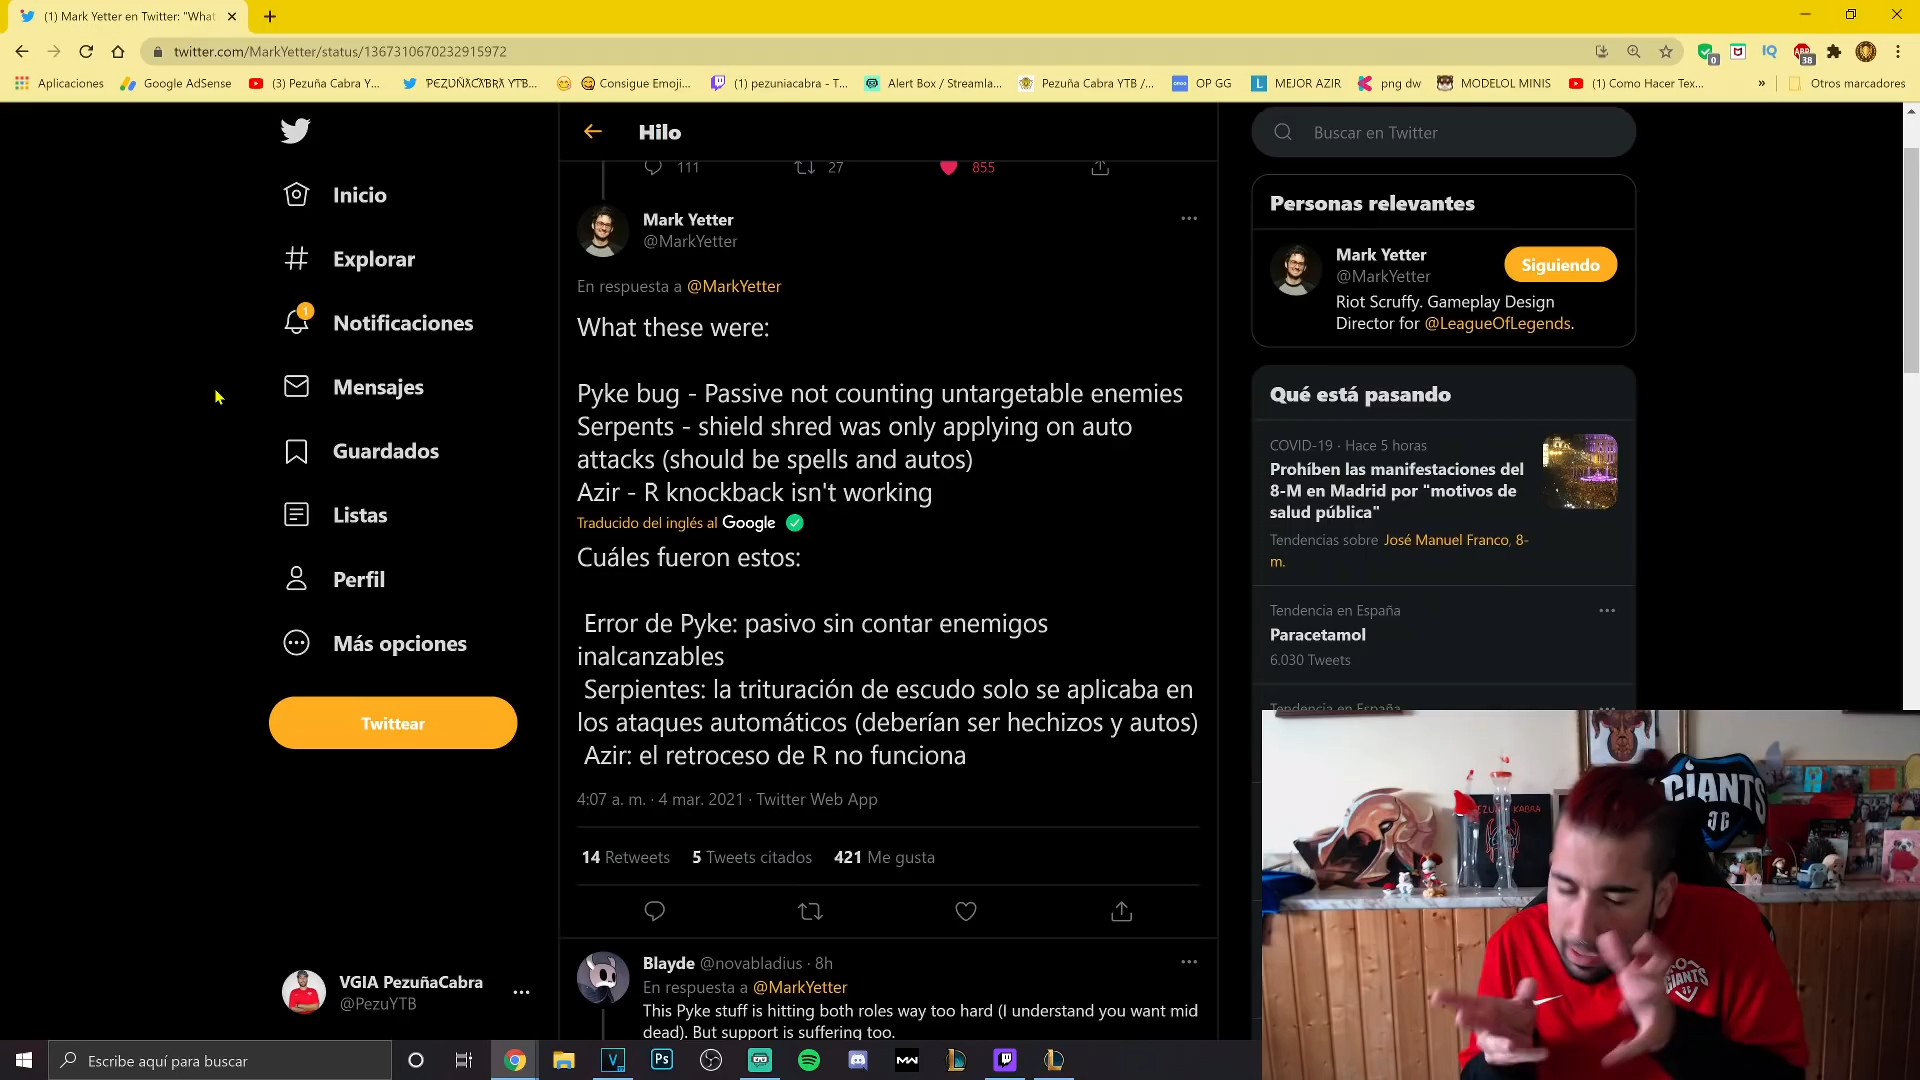 (1) Mark Yetter en Twitter: "What
twitter.com/MarkYetter/status/1367310670232915972
0
IQ
ABP
38
Aplicaciones
Google AdSense
(3) Pezuña Cabra Y...
Consigue Emoji...
(1) pezuniacabra - T...
Alert Box / Streamla...
Pezuña Cabra YTB /...
OP GG
MEJOR AZIR
png dw
MODELOL MINIS
(1) Como Hacer Tex...
»
Otros marcadores
Inicio
Explorar
1
Notificaciones
Mensajes
Guardados
Listas
Perfil
Más opciones
Twittear
VGIA PezuñaCabra
@PezuYTB
Hilo
111
27
855
Mark Yetter
@MarkYetter
En respuesta a @MarkYetter
What these were:
Pyke bug - Passive not counting untargetable enemies
Serpents - shield shred was only applying on auto
attacks (should be spells and autos)
Azir - R knockback isn't working
Traducido del inglés al Google
Cuáles fueron estos:
Error de Pyke: pasivo sin contar enemigos
inalcanzables
Serpientes: la trituración de escudo solo se aplicaba en
los ataques automáticos (deberían ser hechizos y autos)
Azir: el retroceso de R no funciona
4:07 a. m. · 4 mar. 2021 · Twitter Web App
14 Retweets 5 Tweets citados 421 Me gusta
Blayde @novabladius · 8h
En respuesta a @MarkYetter
This Pyke stuff is hitting both roles way too hard (I understand you want mid
dead). But support is suffering too.
Buscar en Twitter
Personas relevantes
Mark Yetter
@MarkYetter
Siguiendo
Riot Scruffy. Gameplay Design
Director for @LeagueOfLegends.
Qué está pasando
COVID-19 · Hace 5 horas
Prohíben las manifestaciones del
8-M en Madrid por "motivos de
salud pública"
Tendencias sobre José Manuel Franco, 8-
m.
Tendencia en España
Paracetamol
6.030 Tweets
Tendencia en España
GIANTS
GIANTS
Escribe aquí para buscar
V
Ps
MW